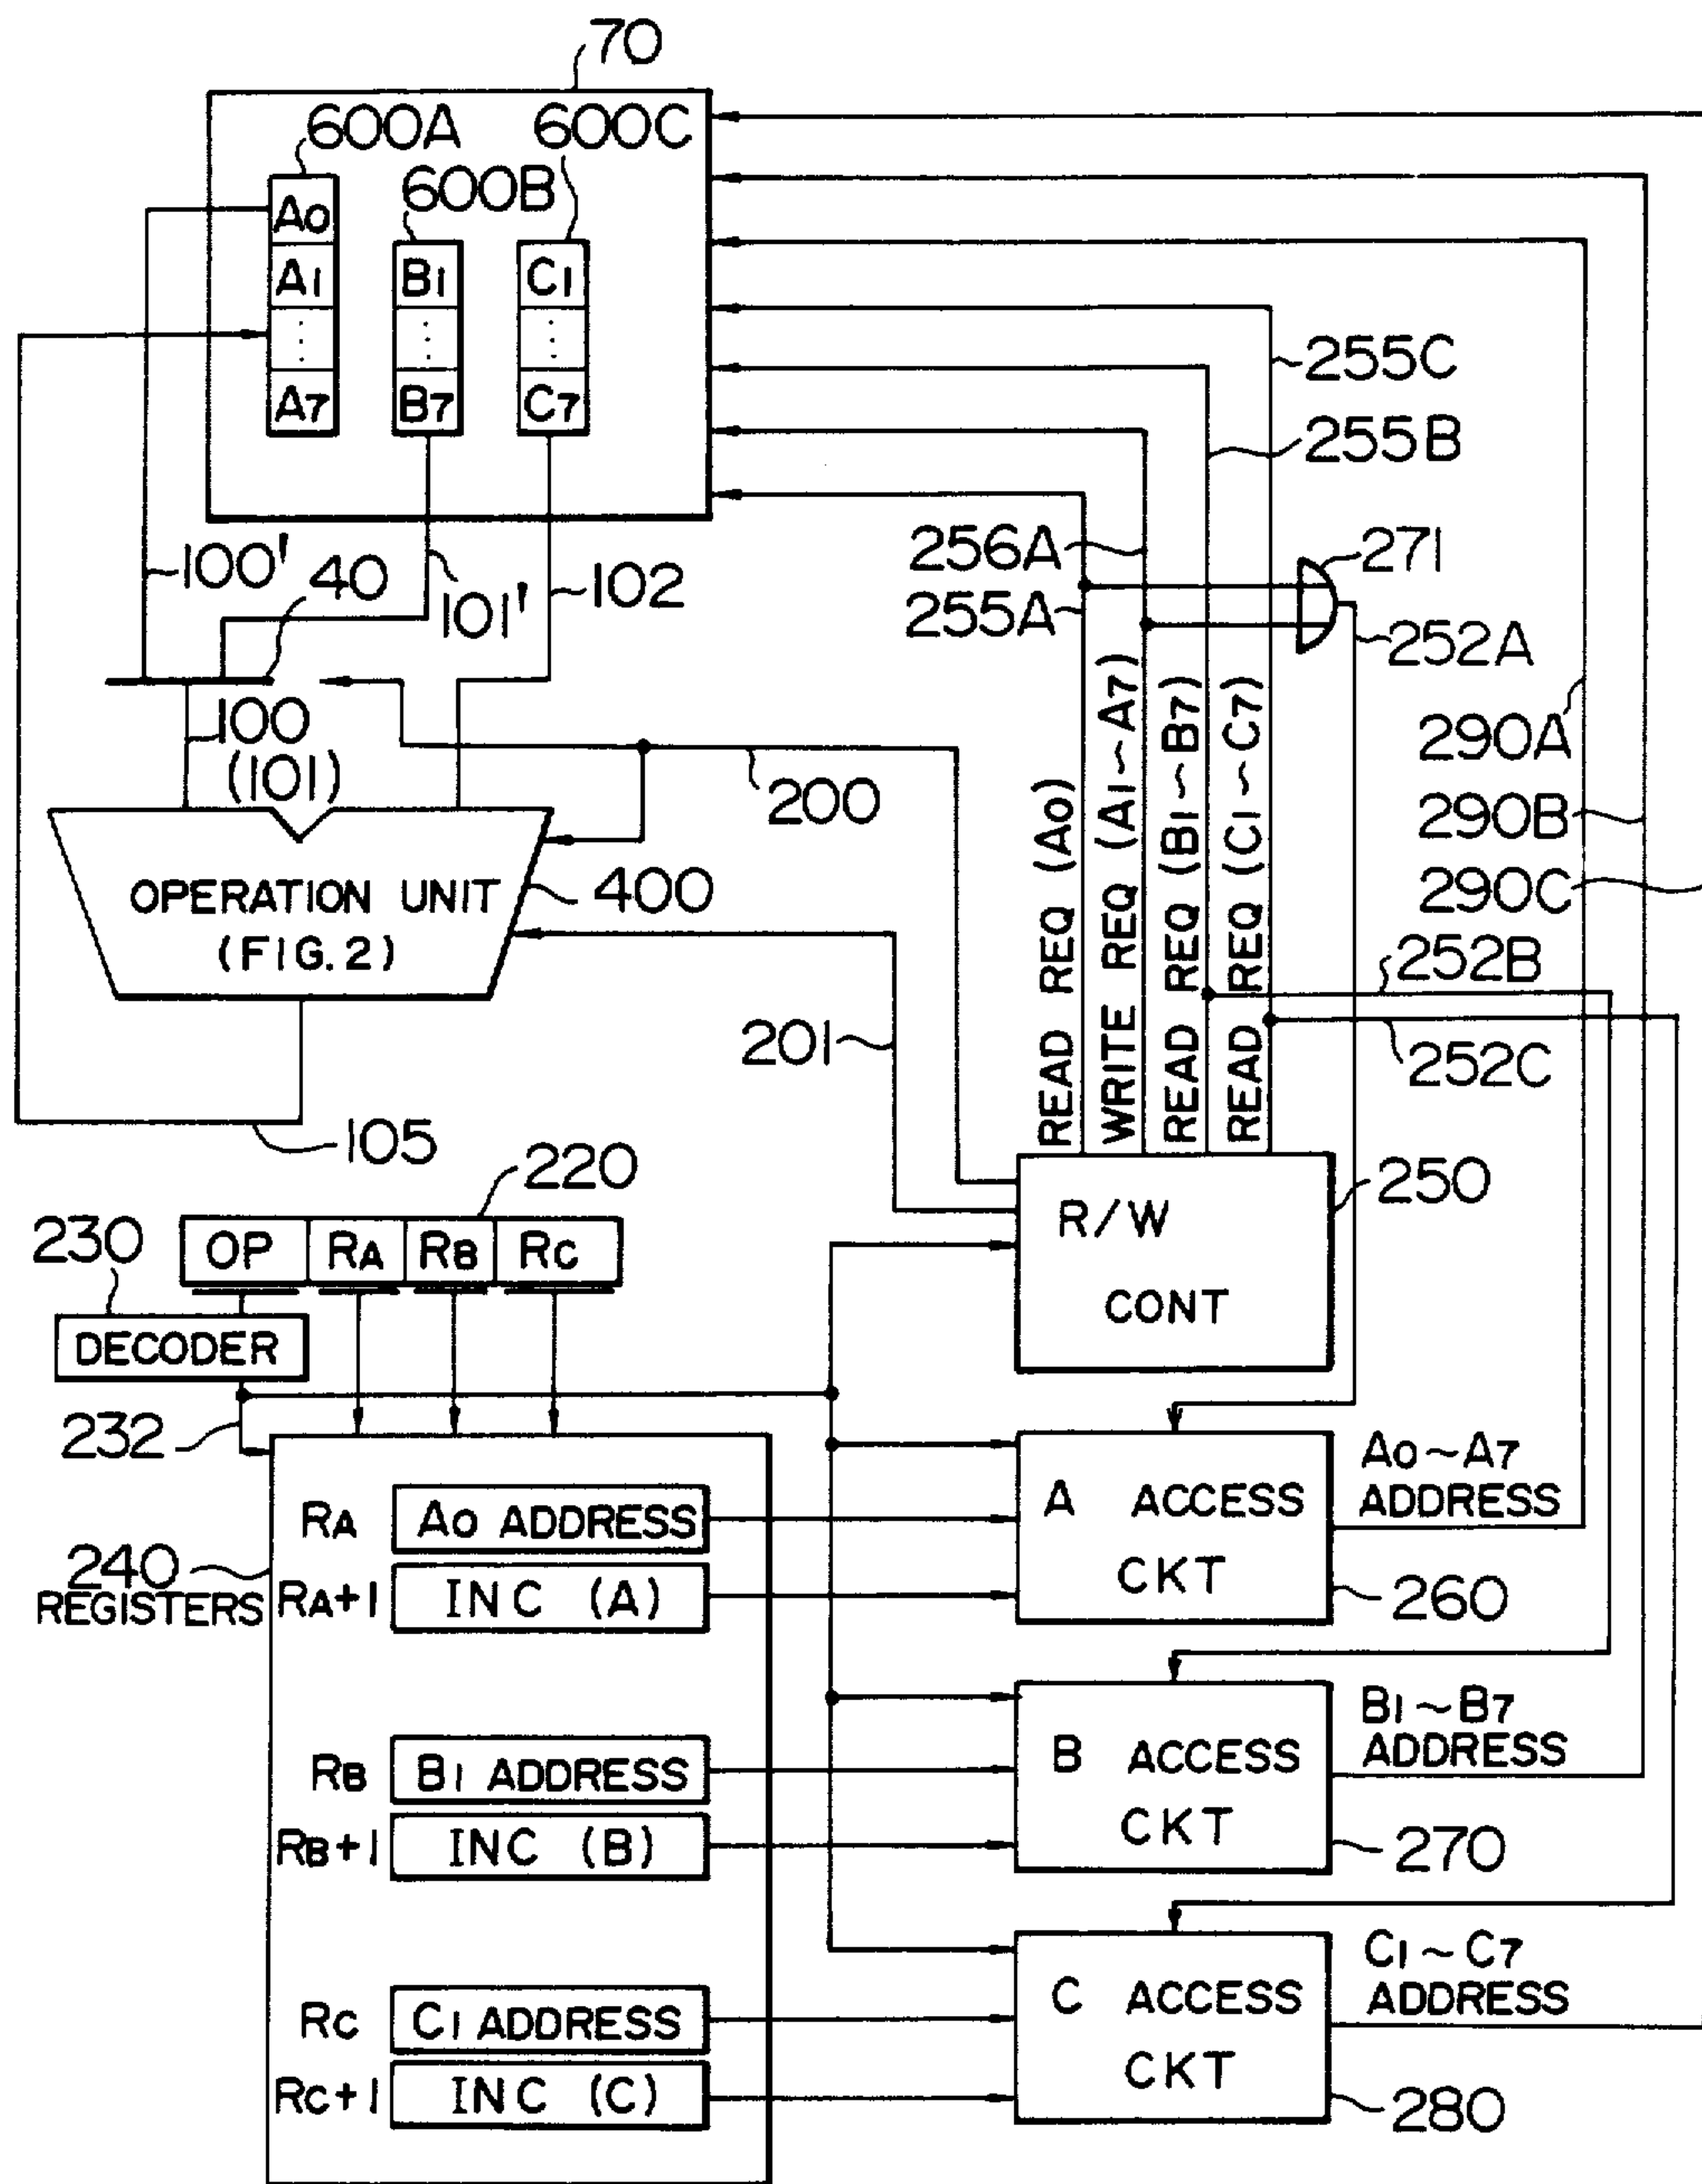 70
600A 600C
600B
A0
A1 B1 C1
⋮ ⋮ ⋮
A7 B7 C7
255C
255B
100' 40 101' 102
256A
255A
271
252A
100
(101)
200
290A
290B
290C
OPERATION UNIT
(FIG. 2)
400
READ REQ (A0)
WRITE REQ (A1~A7)
READ REQ (B1~B7)
READ REQ (C1~C7)
252B
201
252C
105
220
250
230
OP RA RB RC
R/W
CONT
DECODER
232
240
REGISTERS
RA A0 ADDRESS
RA+1 INC (A)
A ACCESS
CKT
A0~A7
ADDRESS
260
RB B1 ADDRESS
RB+1 INC (B)
B ACCESS
CKT
B1~B7
ADDRESS
270
RC C1 ADDRESS
RC+1 INC (C)
C ACCESS
CKT
C1~C7
ADDRESS
280